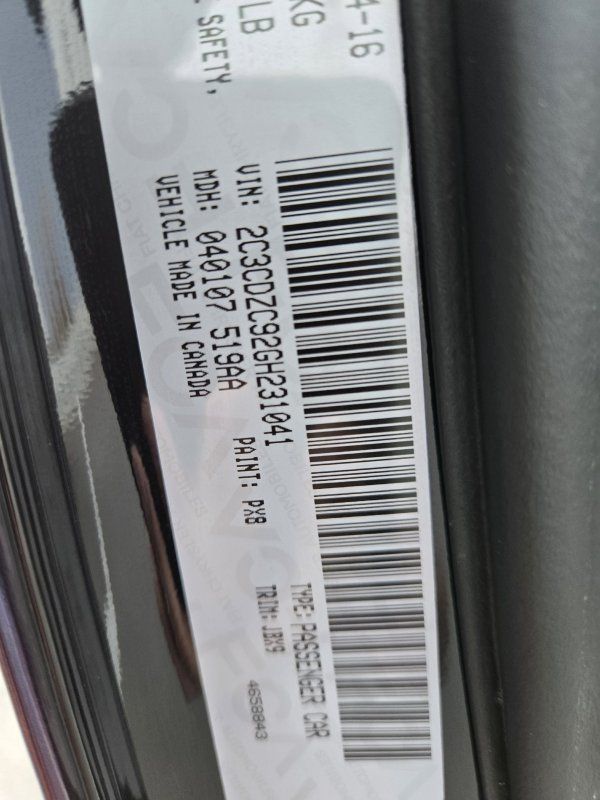 4-16
KG
LB
SAFETY,
VIN: 2C3CDZC92GH231041
MDH: 040107 519AA
VEHICLE MADE IN CANADA
PAINT: PX8
TYPE: PASSENGER CAR
TRIM: JBX9
4658843